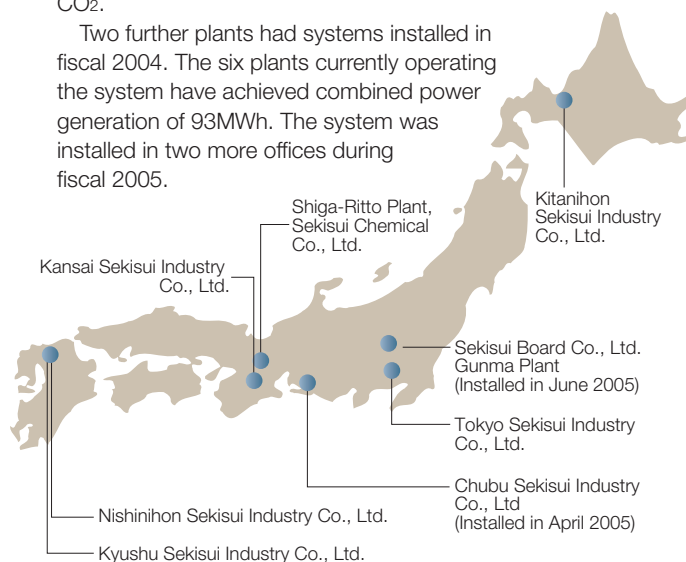 CO2.
Two further plants had systems installed in
fiscal 2004. The six plants currently operating
the system have achieved combined power
generation of 93MWh. The system was
installed in two more offices during
fiscal 2005.
Kitanihon
Sekisui Industry
Co., Ltd.
Shiga-Ritto Plant,
Sekisui Chemical
Co., Ltd.
Kansai Sekisui Industry
Co., Ltd.
Sekisui Board Co., Ltd.
Gunma Plant
(Installed in June 2005)
Tokyo Sekisui Industry
Co., Ltd.
Chubu Sekisui Industry
Co., Ltd
(Installed in April 2005)
Nishinihon Sekisui Industry Co., Ltd.
Kyushu Sekisui Industry Co., Ltd.